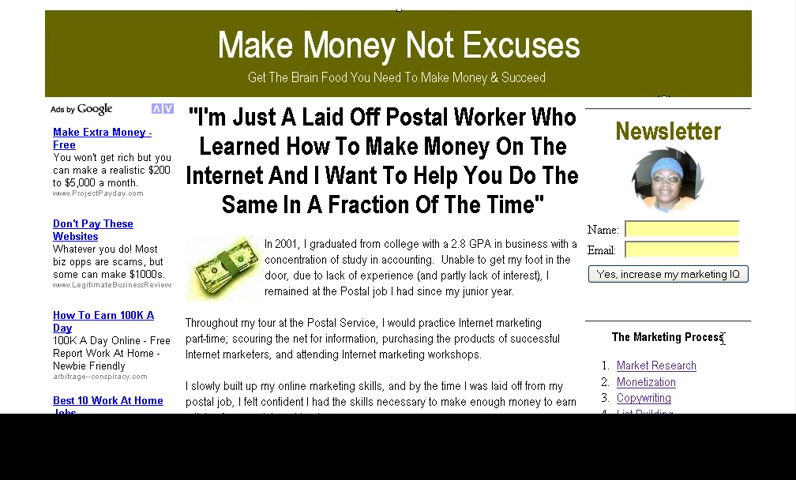 Make Money Not Excuses
Get The Brain Food You Need To Make Money & Succeed
Ads by Google
Make Extra Money -
Free
You won't get rich but you
can make a realistic $200
to $5,000 a month.
www.ProjectPayday.com
Don't Pay These
Websites
Whatever you do! Most
biz opps are scams, but
some can make $1000s.
www.LegitimateBusinessReview
How To Earn 100K A
Day
100K A Day Online - Free
Report Work At Home -
Newbie Friendly
arbitrage--conspiracy.com
Best 10 Work At Home
Jobs
"I'm Just A Laid Off Postal Worker Who
Learned How To Make Money On The
Internet And I Want To Help You Do The
Same In A Fraction Of The Time"
In 2001, I graduated from college with a 2.8 GPA in business with a
concentration of study in accounting. Unable to get my foot in the
door, due to lack of experience (and partly lack of interest), I
remained at the Postal job I had since my junior year.
Throughout my tour at the Postal Service, I would practice Internet marketing
part-time; scouring the net for information, purchasing the products of successful
Internet marketers, and attending Internet marketing workshops.
I slowly built up my online marketing skills, and by the time I was laid off from my
postal job, I felt confident I had the skills necessary to make enough money to earn
Newsletter
Name:
Email:
Yes, increase my marketing IQ
The Marketing Process
1. Market Research
2. Monetization
3. Copywriting
4. List Building